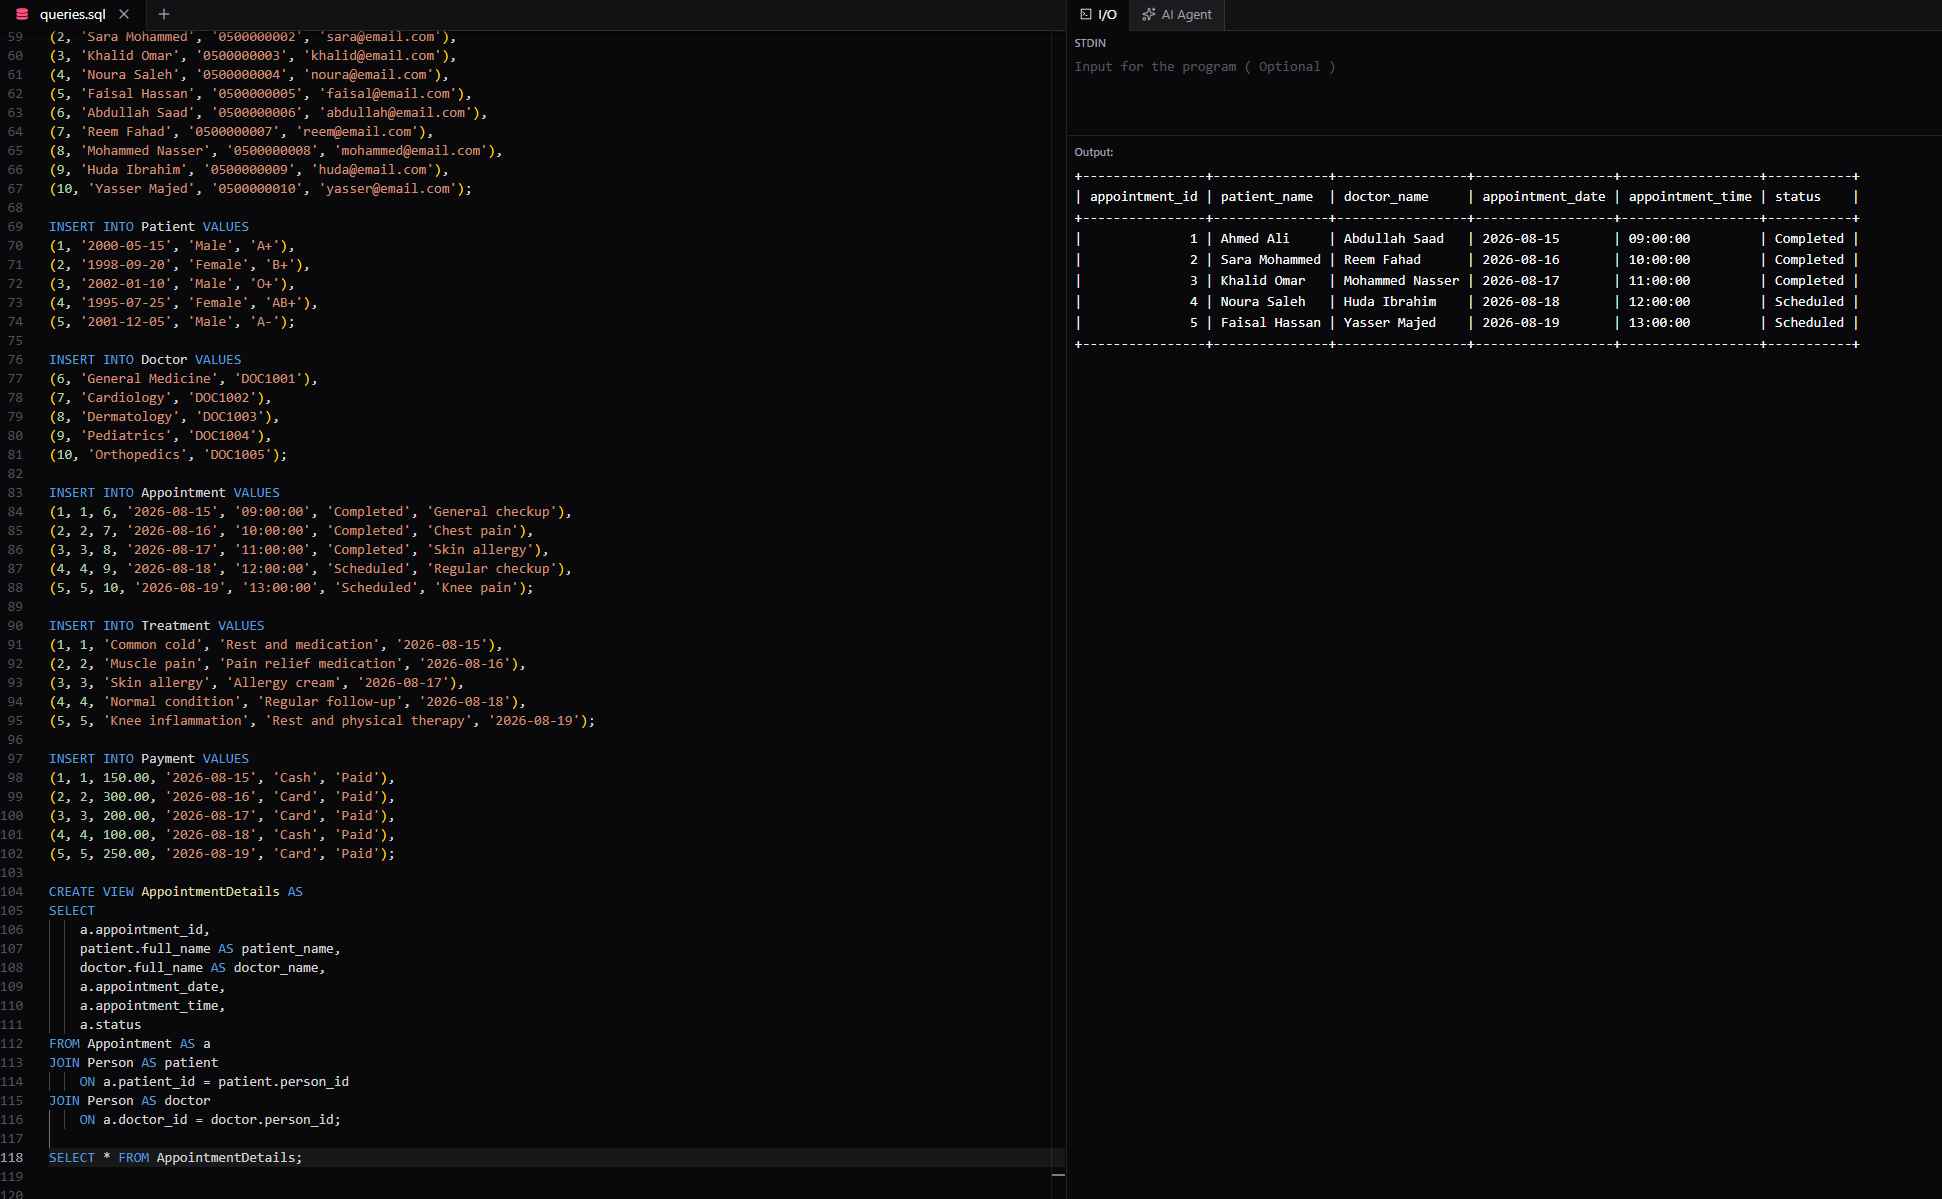 queries.sql
59 (2, 'Sara Mohammed', '0500000002', 'sara@email.com'),
60 (3, 'Khalid Omar', '0500000003', 'khalid@email.com'),
61 (4, 'Noura Saleh', '0500000004', 'noura@email.com'),
62 (5, 'Faisal Hassan', '0500000005', 'faisal@email.com'),
63 (6, 'Abdullah Saad', '0500000006', 'abdullah@email.com'),
64 (7, 'Reem Fahad', '0500000007', 'reem@email.com'),
65 (8, 'Mohammed Nasser', '0500000008', 'mohammed@email.com'),
66 (9, 'Huda Ibrahim', '0500000009', 'huda@email.com'),
67 (10, 'Yasser Majed', '0500000010', 'yasser@email.com');
68
69 INSERT INTO Patient VALUES
70 (1, '2000-05-15', 'Male', 'A+'),
71 (2, '1998-09-20', 'Female', 'B+'),
72 (3, '2002-01-10', 'Male', 'O+'),
73 (4, '1995-07-25', 'Female', 'AB+'),
74 (5, '2001-12-05', 'Male', 'A-');
75
76 INSERT INTO Doctor VALUES
77 (6, 'General Medicine', 'DOC1001'),
78 (7, 'Cardiology', 'DOC1002'),
79 (8, 'Dermatology', 'DOC1003'),
80 (9, 'Pediatrics', 'DOC1004'),
81 (10, 'Orthopedics', 'DOC1005');
82
83 INSERT INTO Appointment VALUES
84 (1, 1, 6, '2026-08-15', '09:00:00', 'Completed', 'General checkup'),
85 (2, 2, 7, '2026-08-16', '10:00:00', 'Completed', 'Chest pain'),
86 (3, 3, 8, '2026-08-17', '11:00:00', 'Completed', 'Skin allergy'),
87 (4, 4, 9, '2026-08-18', '12:00:00', 'Scheduled', 'Regular checkup'),
88 (5, 5, 10, '2026-08-19', '13:00:00', 'Scheduled', 'Knee pain');
89
90 INSERT INTO Treatment VALUES
91 (1, 1, 'Common cold', 'Rest and medication', '2026-08-15'),
92 (2, 2, 'Muscle pain', 'Pain relief medication', '2026-08-16'),
93 (3, 3, 'Skin allergy', 'Allergy cream', '2026-08-17'),
94 (4, 4, 'Normal condition', 'Regular follow-up', '2026-08-18'),
95 (5, 5, 'Knee inflammation', 'Rest and physical therapy', '2026-08-19');
96
97 INSERT INTO Payment VALUES
98 (1, 1, 150.00, '2026-08-15', 'Cash', 'Paid'),
99 (2, 2, 300.00, '2026-08-16', 'Card', 'Paid'),
100 (3, 3, 200.00, '2026-08-17', 'Card', 'Paid'),
101 (4, 4, 100.00, '2026-08-18', 'Cash', 'Paid'),
102 (5, 5, 250.00, '2026-08-19', 'Card', 'Paid');
103
104 CREATE VIEW AppointmentDetails AS
105 SELECT
106 a.appointment_id,
107 patient.full_name AS patient_name,
108 doctor.full_name AS doctor_name,
109 a.appointment_date,
110 a.appointment_time,
111 a.status
112 FROM Appointment AS a
113 JOIN Person AS patient
114 ON a.patient_id = patient.person_id
115 JOIN Person AS doctor
116 ON a.doctor_id = doctor.person_id;
117
118 SELECT * FROM AppointmentDetails;
119
120
I/O AI Agent
STDIN
Input for the program ( Optional )
Output:
+----------------+---------------+-----------------+------------------+------------------+-----------+
| appointment_id | patient_name | doctor_name | appointment_date | appointment_time | status |
+----------------+---------------+-----------------+------------------+------------------+-----------+
| 1 | Ahmed Ali | Abdullah Saad | 2026-08-15 | 09:00:00 | Completed |
| 2 | Sara Mohammed | Reem Fahad | 2026-08-16 | 10:00:00 | Completed |
| 3 | Khalid Omar | Mohammed Nasser | 2026-08-17 | 11:00:00 | Completed |
| 4 | Noura Saleh | Huda Ibrahim | 2026-08-18 | 12:00:00 | Scheduled |
| 5 | Faisal Hassan | Yasser Majed | 2026-08-19 | 13:00:00 | Scheduled |
+----------------+---------------+-----------------+------------------+------------------+-----------+